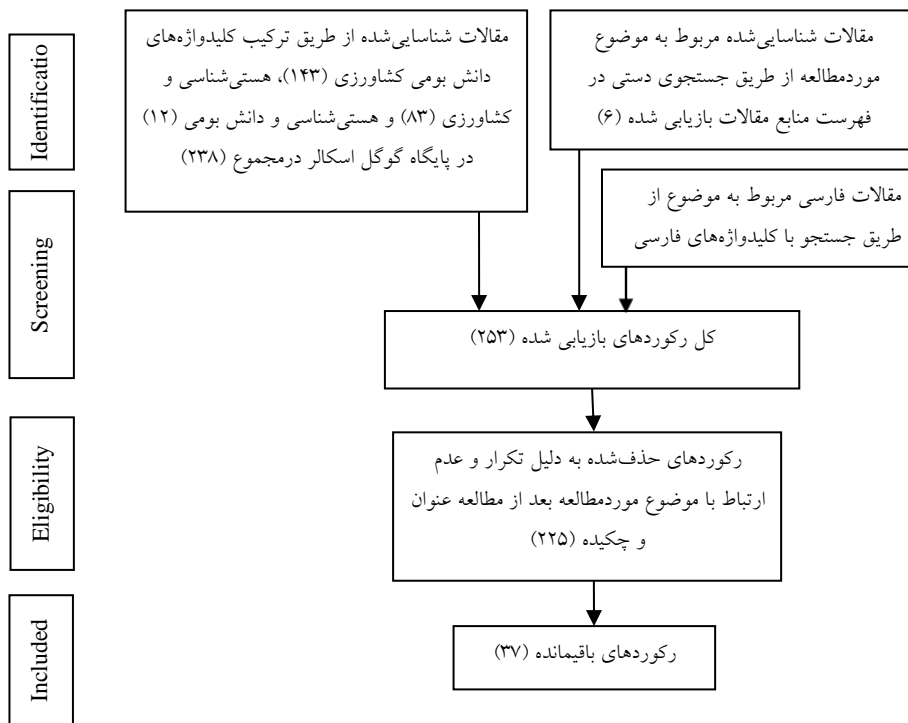 Identificatio
مقالات شناسایی‌شده از طریق ترکیب کلیدواژه‌های
دانش بومی کشاورزی (۱۴۳)، هستی‌شناسی و
کشاورزی (۸۳) و هستی‌شناسی و دانش بومی (۱۲)
در پایگاه گوگل اسکالر درمجموع (۲۳۸)
مقالات شناسایی‌شده مربوط به موضوع
موردمطالعه از طریق جستجوی دستی در
فهرست منابع مقالات بازیابی شده (۶)
Screening
مقالات فارسی مربوط به موضوع از
طریق جستجو با کلیدواژه‌های فارسی
کل رکوردهای بازیابی شده (۲۵۳)
Eligibility
رکوردهای حذف‌شده به دلیل تکرار و عدم
ارتباط با موضوع موردمطالعه بعد از مطالعه عنوان
و چکیده (۲۲۵)
Included
رکوردهای باقیمانده (۳۷)